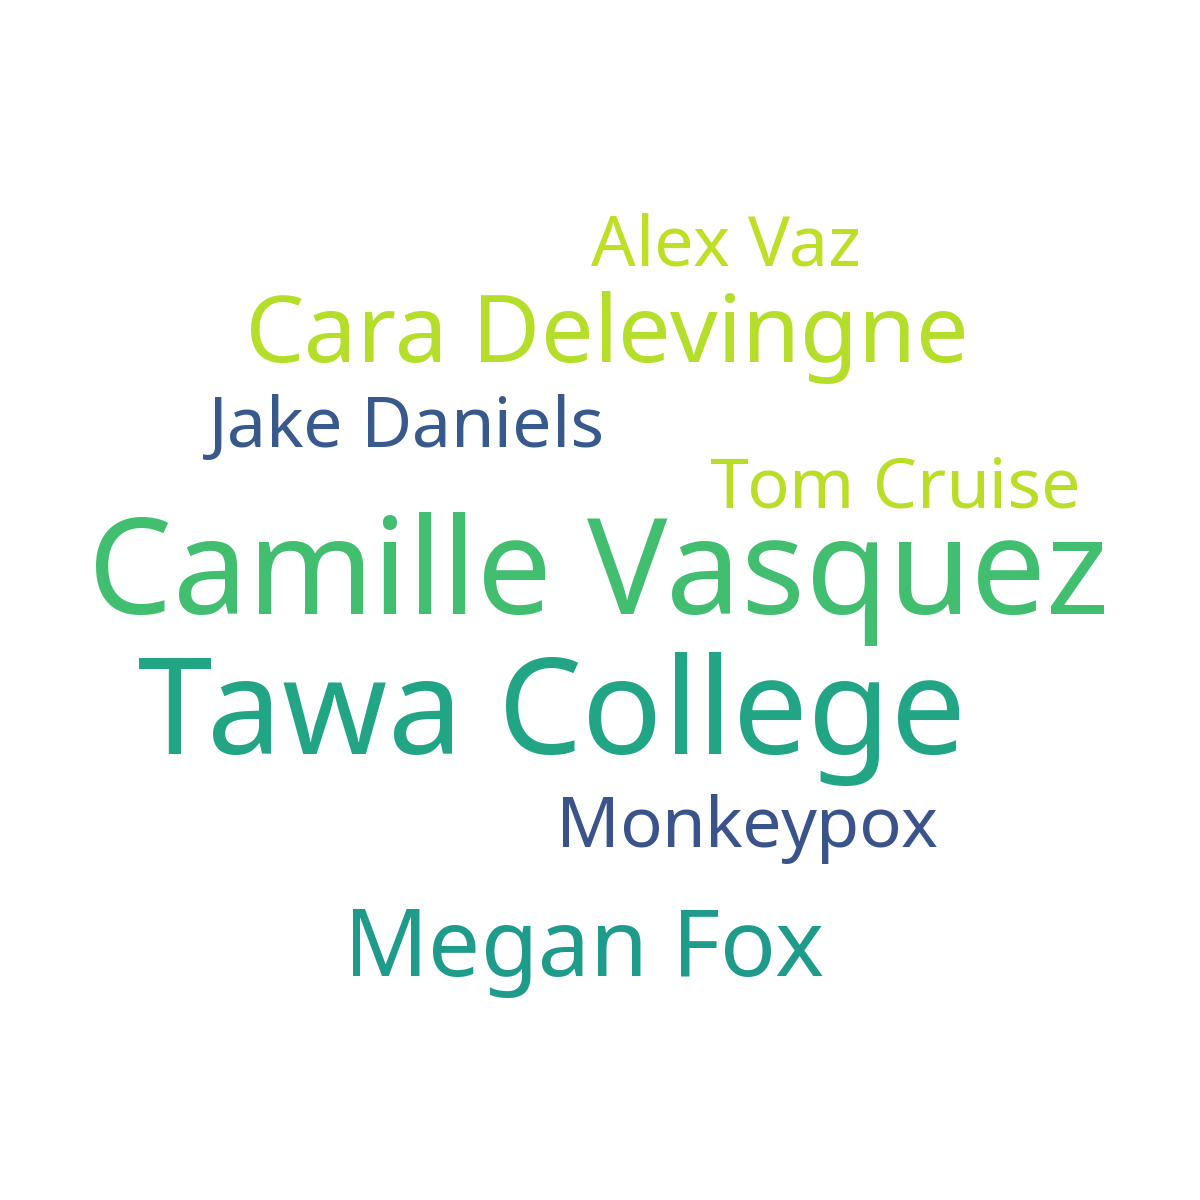 Alex Vaz
Cara Delevingne
Jake Daniels
Tom Cruise
Camille Vasquez
Tawa College
Monkeypox
Megan Fox